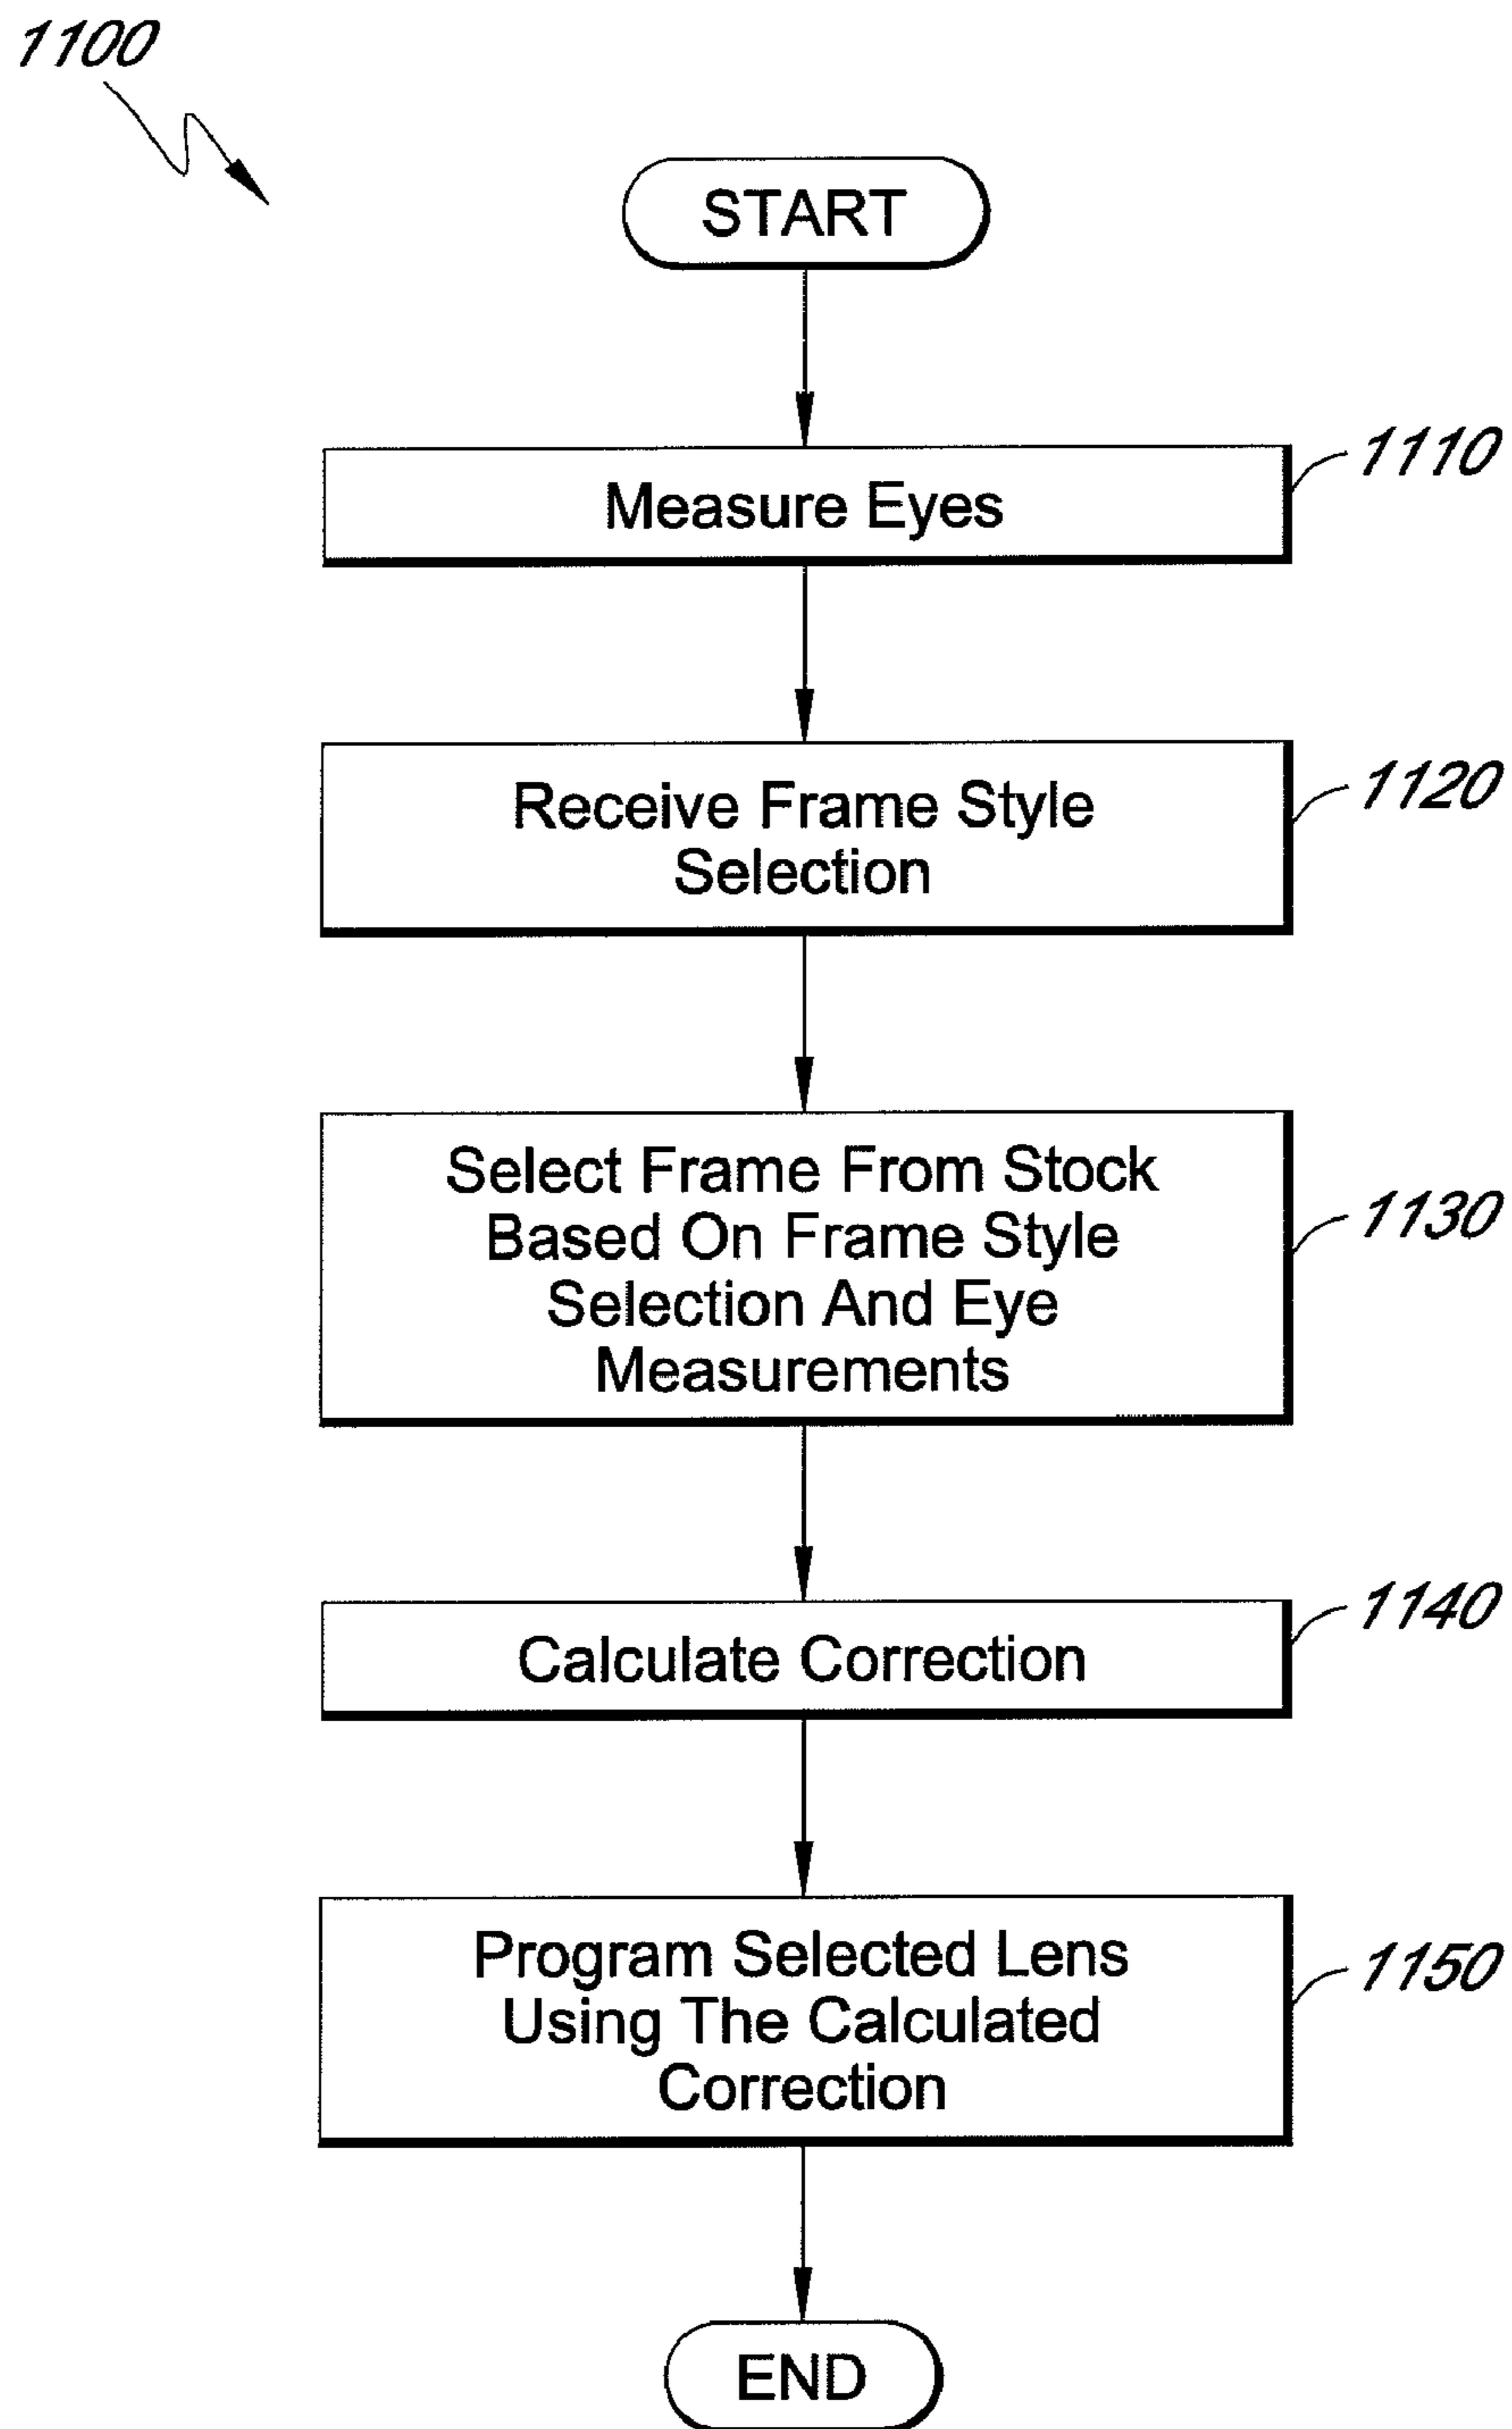 1100
START
Measure Eyes
1110
Receive Frame Style
Selection
1120
Select Frame From Stock
Based On Frame Style
Selection And Eye
Measurements
1130
Calculate Correction
1140
Program Selected Lens
Using The Calculated
Correction
1150
END